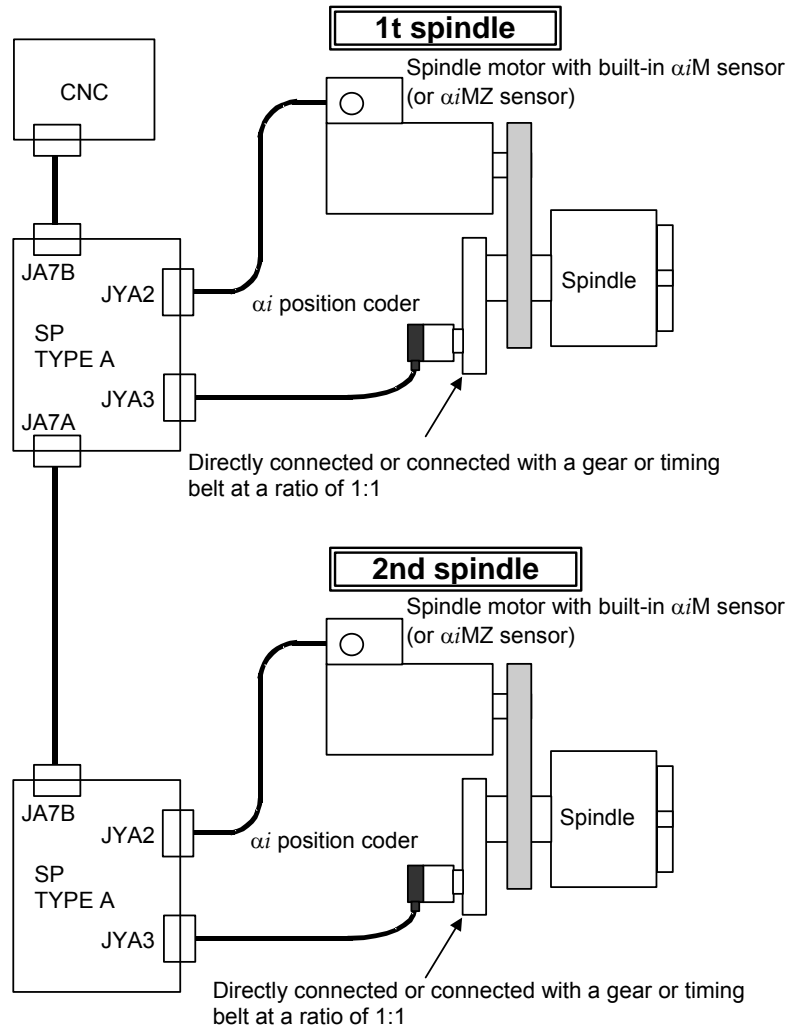 1t spindle
Spindle motor with built-in αiM sensor
(or αiMZ sensor)
CNC
JA7B
JYA2
αi position coder
Spindle
SP
TYPE A
JYA3
JA7A
Directly connected or connected with a gear or timing
belt at a ratio of 1:1
2nd spindle
Spindle motor with built-in αiM sensor
(or αiMZ sensor)
JA7B
JYA2
αi position coder
Spindle
SP
TYPE A
JYA3
Directly connected or connected with a gear or timing
belt at a ratio of 1:1